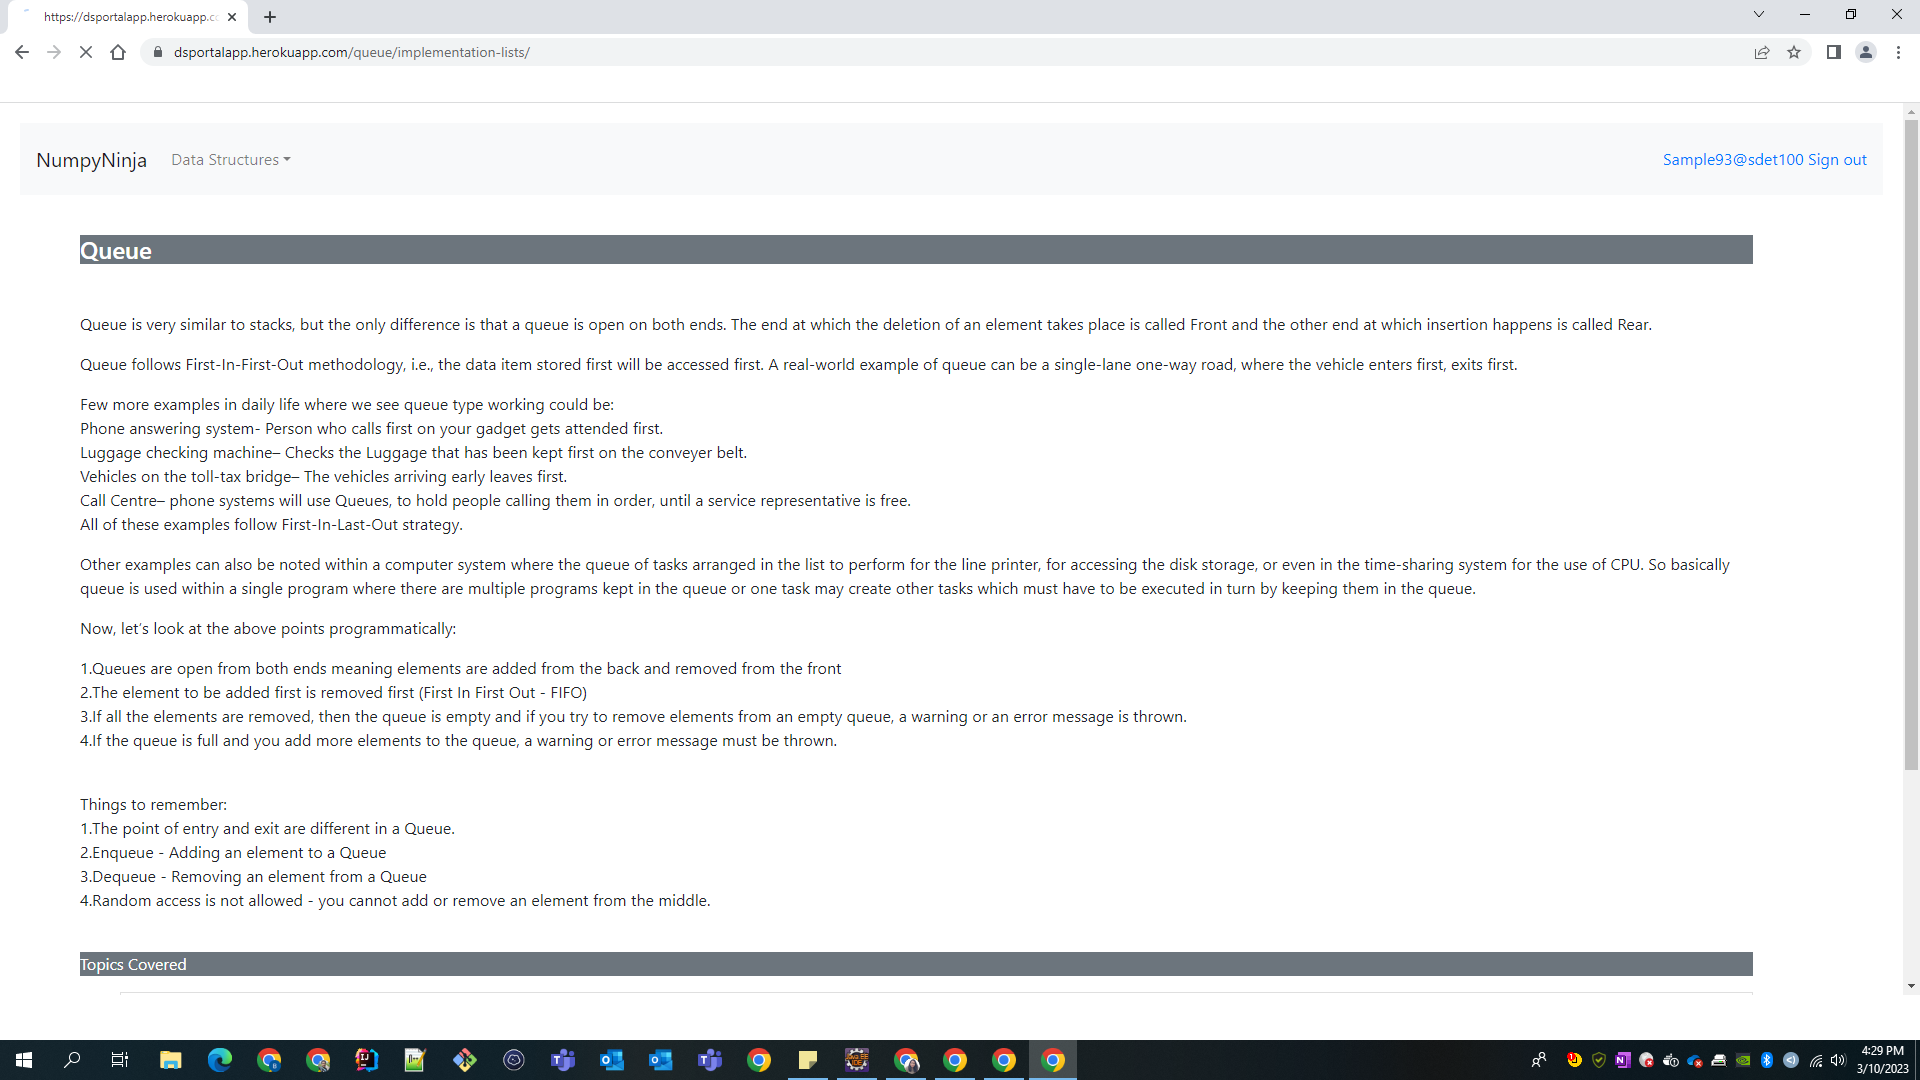 https://dsportalapp.herokuapp.c
dsportalapp.herokuapp.com/queue/implementation-lists/
NumpyNinja Data Structures Sample93@sdet100 Sign out
Queue
Queue is very similar to stacks, but the only difference is that a queue is open on both ends. The end at which the deletion of an element takes place is called Front and the other end at which insertion happens is called Rear.
Queue follows First-In-First-Out methodology, i.e., the data item stored first will be accessed first. A real-world example of queue can be a single-lane one-way road, where the vehicle enters first, exits first.
Few more examples in daily life where we see queue type working could be:
Phone answering system- Person who calls first on your gadget gets attended first.
Luggage checking machine– Checks the Luggage that has been kept first on the conveyer belt.
Vehicles on the toll-tax bridge– The vehicles arriving early leaves first.
Call Centre– phone systems will use Queues, to hold people calling them in order, until a service representative is free.
All of these examples follow First-In-Last-Out strategy.
Other examples can also be noted within a computer system where the queue of tasks arranged in the list to perform for the line printer, for accessing the disk storage, or even in the time-sharing system for the use of CPU. So basically
queue is used within a single program where there are multiple programs kept in the queue or one task may create other tasks which must have to be executed in turn by keeping them in the queue.
Now, let’s look at the above points programmatically:
1.Queues are open from both ends meaning elements are added from the back and removed from the front
2.The element to be added first is removed first (First In First Out - FIFO)
3.If all the elements are removed, then the queue is empty and if you try to remove elements from an empty queue, a warning or an error message is thrown.
4.If the queue is full and you add more elements to the queue, a warning or error message must be thrown.
Things to remember:
1.The point of entry and exit are different in a Queue.
2.Enqueue - Adding an element to a Queue
3.Dequeue - Removing an element from a Queue
4.Random access is not allowed - you cannot add or remove an element from the middle.
Topics Covered
4:29 PM
3/10/2023